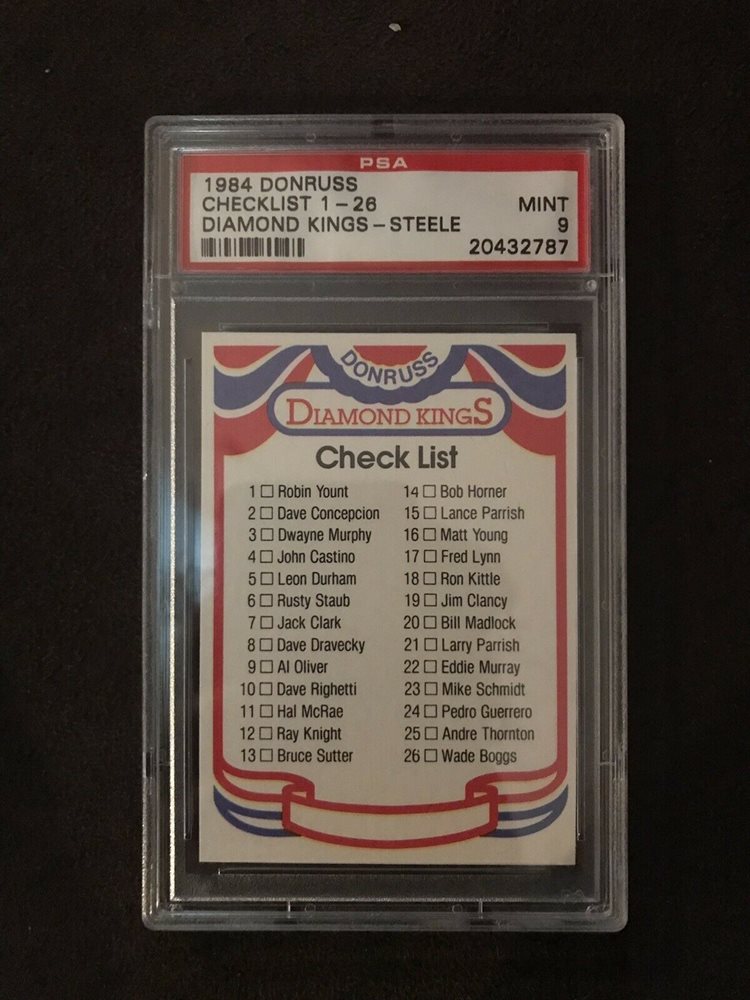 PSA
1984 DONRUSS
CHECKLIST 1-26 MINT
DIAMOND KINGS-STEELE 9
20432787
DONRUSS
DIAMOND KINGS
Check List
1 Robin Yount
2 Dave Concepcion
3 Dwayne Murphy
4 John Castino
5 Leon Durham
6 Rusty Staub
7 Jack Clark
8 Dave Dravecky
9 Al Oliver
10 Dave Righetti
11 Hal McRae
12 Ray Knight
13 Bruce Sutter
14 Bob Horner
15 Lance Parrish
16 Matt Young
17 Fred Lynn
18 Ron Kittle
19 Jim Clancy
20 Bill Madlock
21 Larry Parrish
22 Eddie Murray
23 Mike Schmidt
24 Pedro Guerrero
25 Andre Thornton
26 Wade Boggs